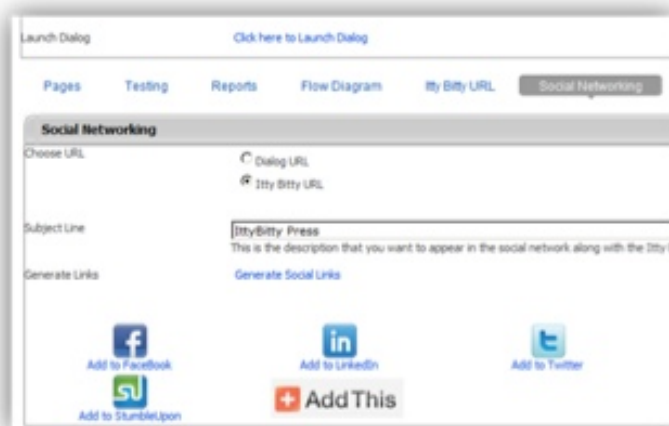 Launch Dialog Click here to Launch Dialog
Pages Testing Reports Flow Diagram Itty Bitty URL Social Networking
Social Networking
Choose URL Dialog URL
Itty Bitty URL
Subject Line IttyBitty Press
This is the description that you want to appear in the social network along with the Itty
Generate Links Generate Social Links
f in t
Add to FaceBook Add to LinkedIn Add to Twitter
Add to StumbleUpon AddThis